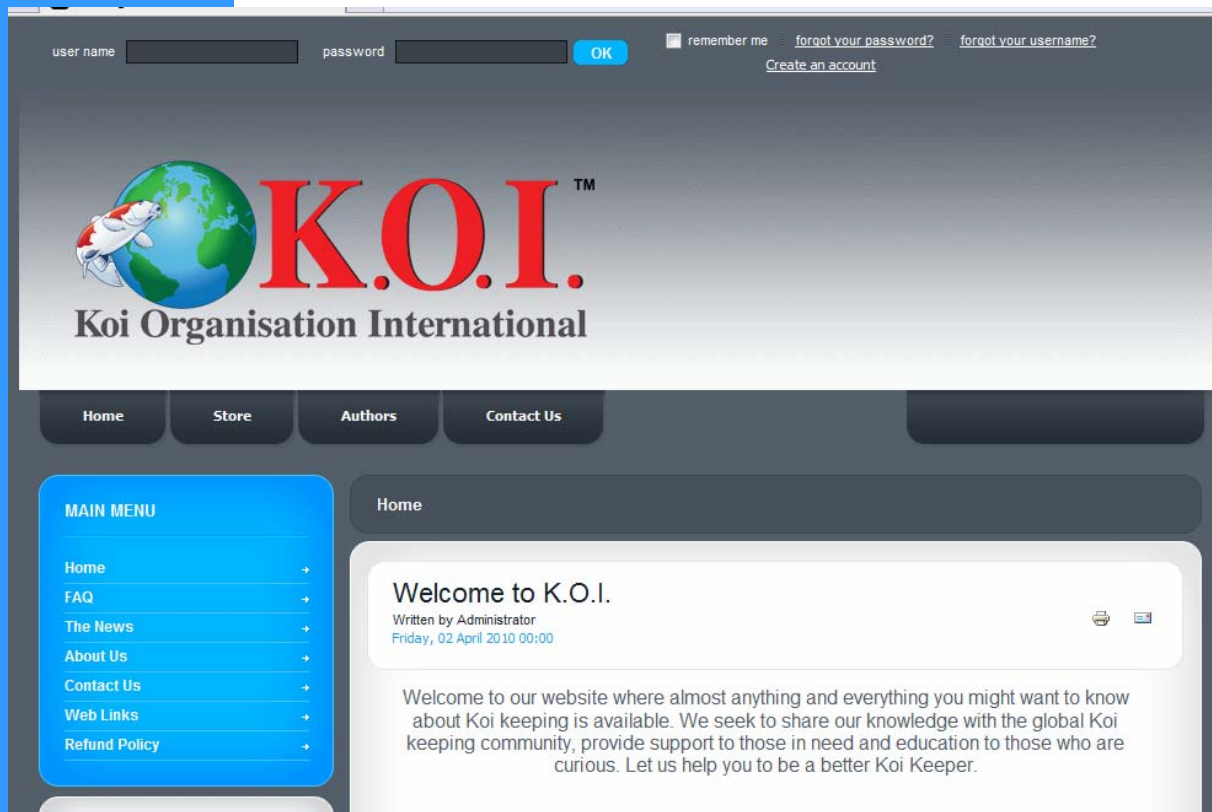 user name password OK remember me forgot your password? forgot your username?
Create an account
K.O.I. ™
Koi Organisation International
Home Store Authors Contact Us
MAIN MENU
Home
FAQ
The News
About Us
Contact Us
Web Links
Refund Policy
Home
Welcome to K.O.I.
Written by Administrator
Friday, 02 April 2010 00:00
Welcome to our website where almost anything and everything you might want to know
about Koi keeping is available. We seek to share our knowledge with the global Koi
keeping community, provide support to those in need and education to those who are
curious. Let us help you to be a better Koi Keeper.